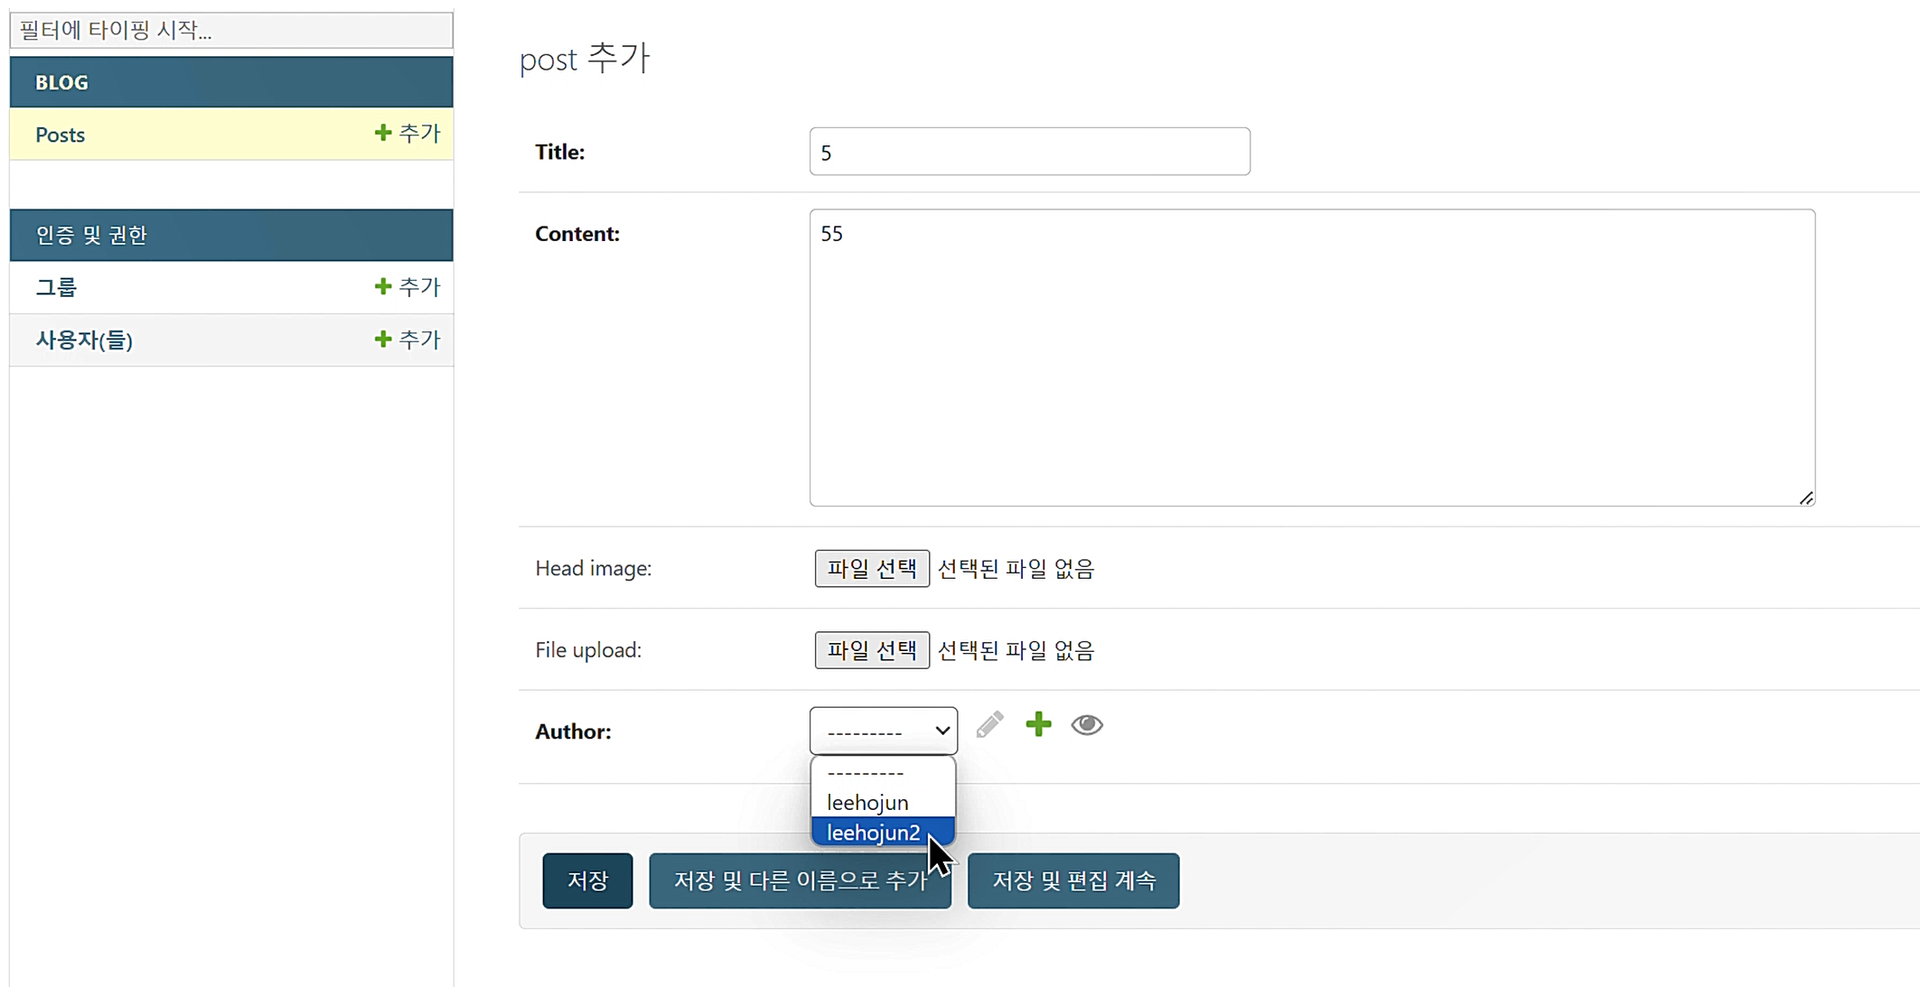 필터에 타이핑 시작...
BLOG
Posts
추가
인증 및 권한
그룹
추가
사용자(들)
추가
post 추가
Title:
5
Content:
55
Head image:
파일 선택 선택된 파일 없음
File upload:
파일 선택 선택된 파일 없음
Author:
---------
---------
leehojun
leehojun2
저장
저장 및 다른 이름으로 추가
저장 및 편집 계속